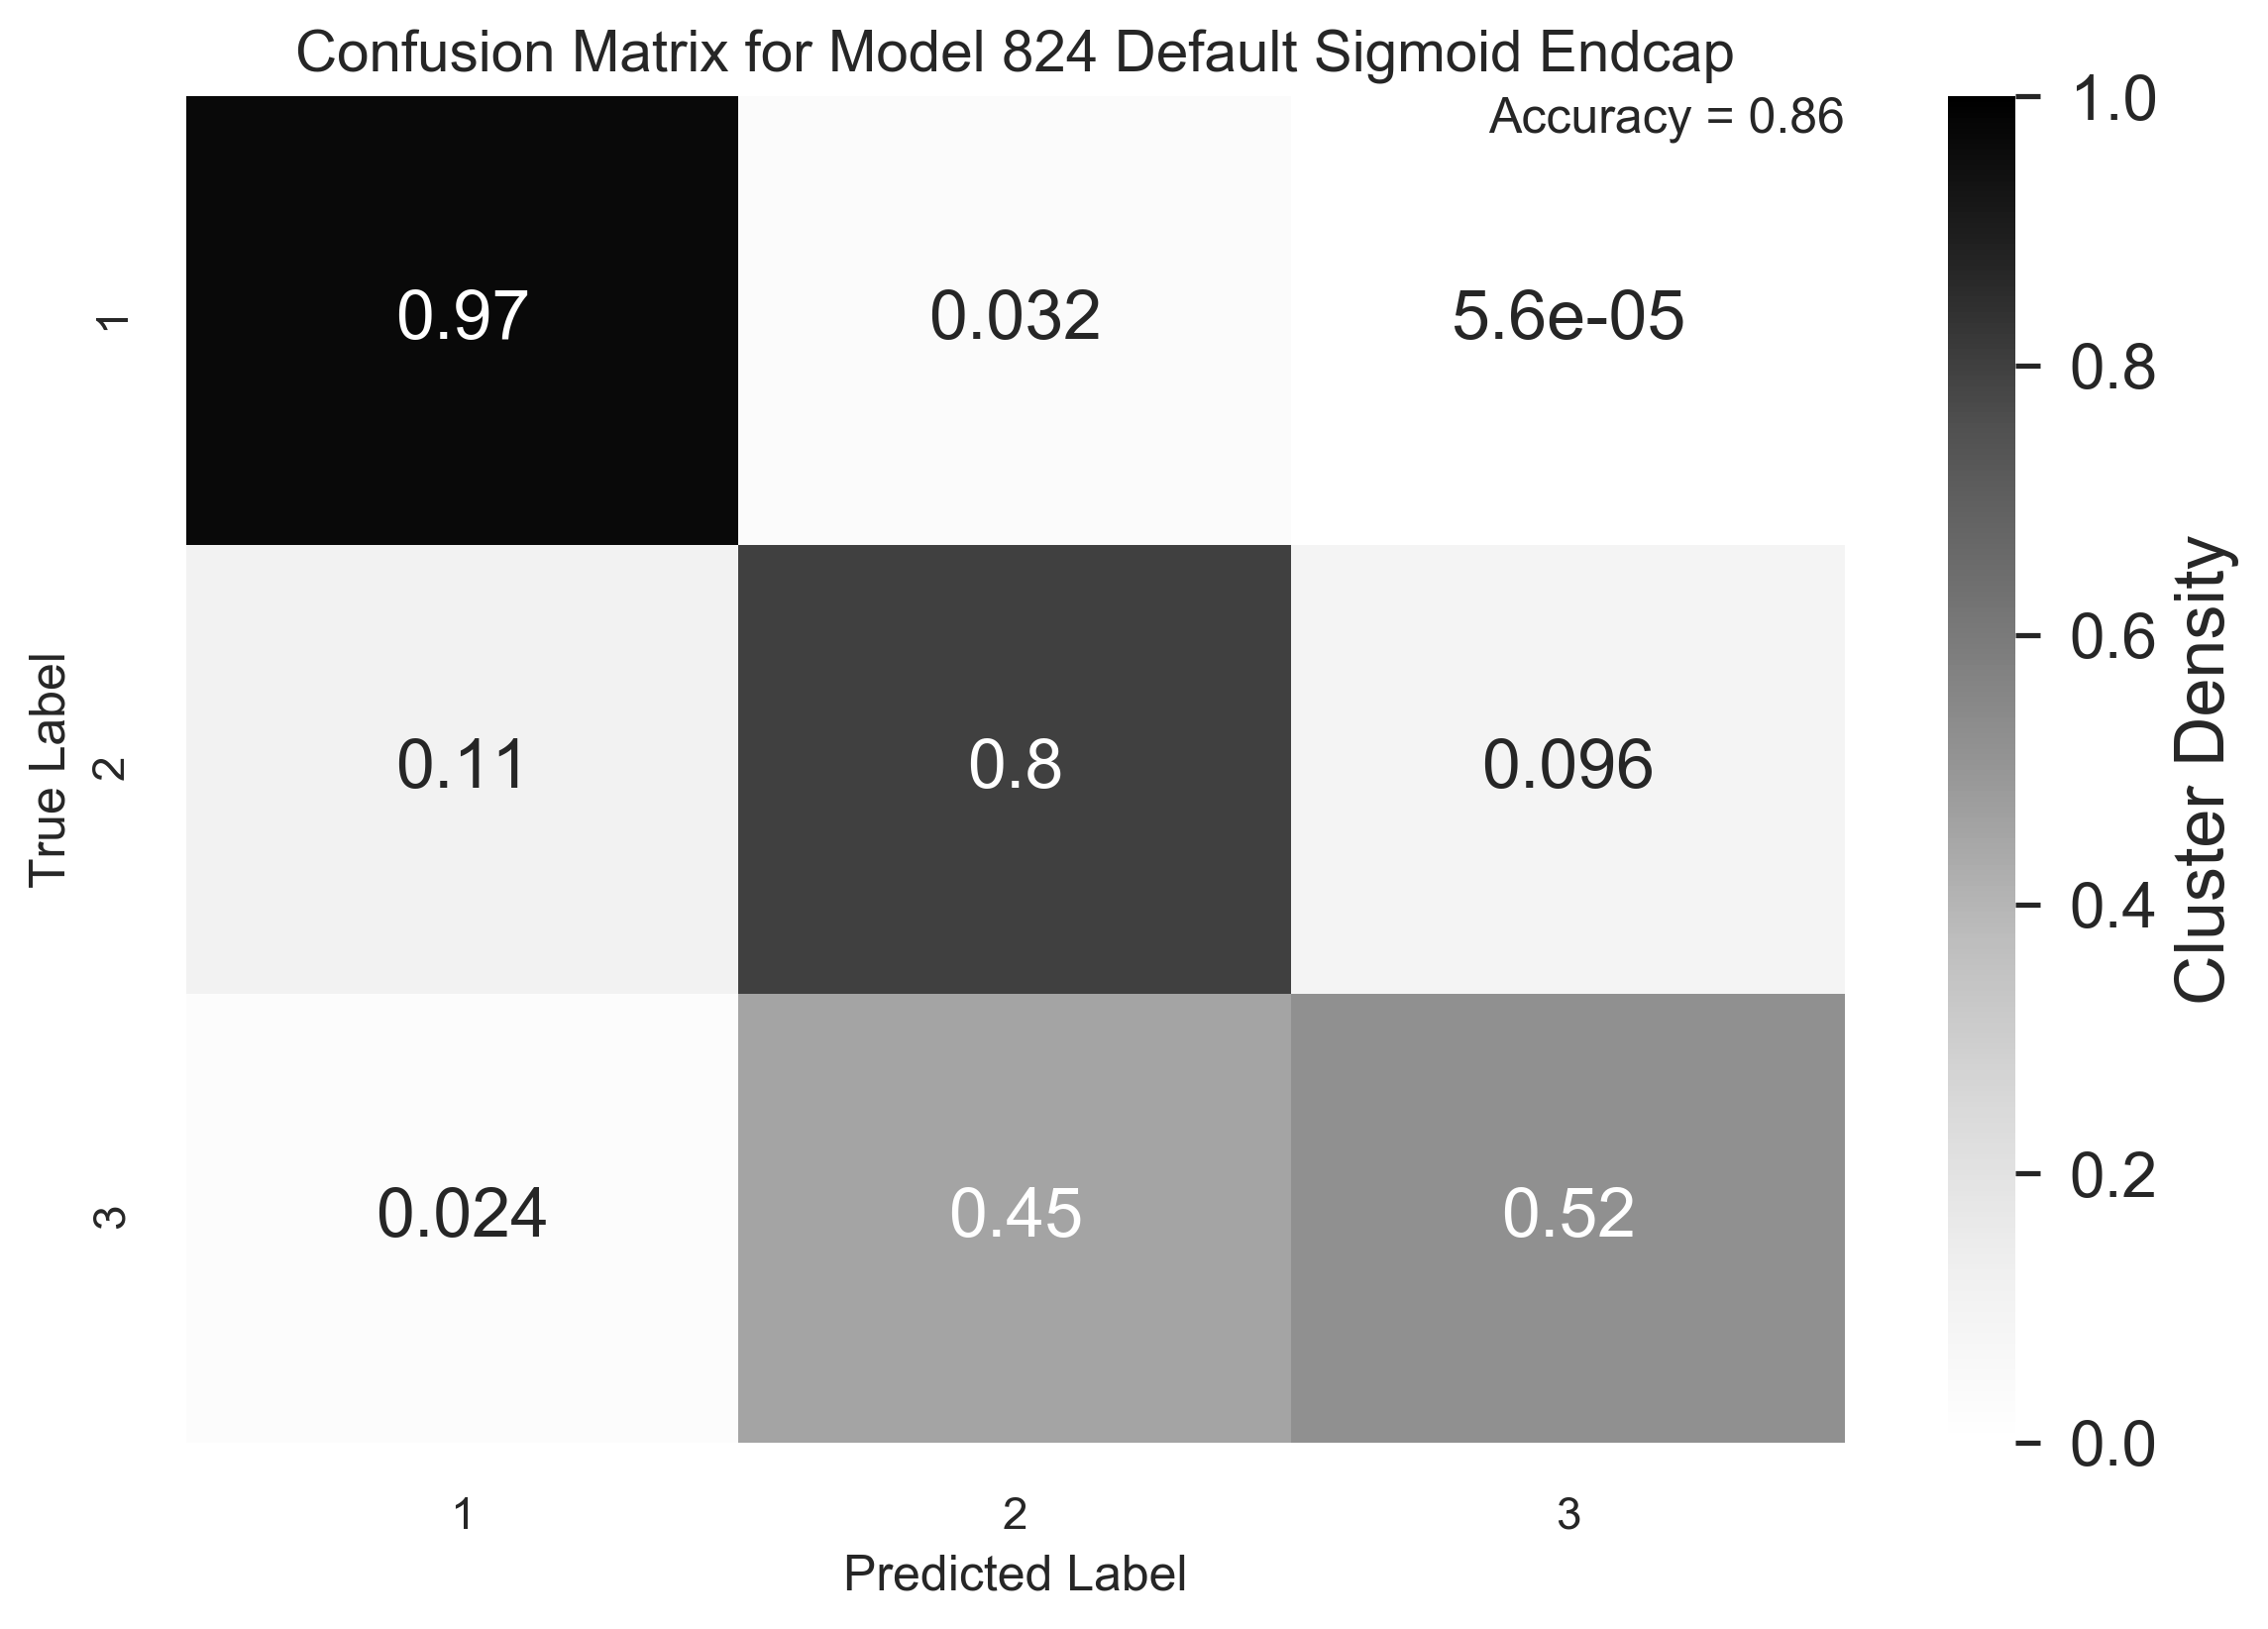 Confusion Matrix for Model 824 Default Sigmoid Endcap
Accuracy = 0.86
0.97 0.032 5.6e-05
0.11 0.8 0.096
0.024 0.45 0.52
1
2
3
True Label
1 2 3
Predicted Label
1.0
0.8
0.6
0.4
0.2
0.0
Cluster Density